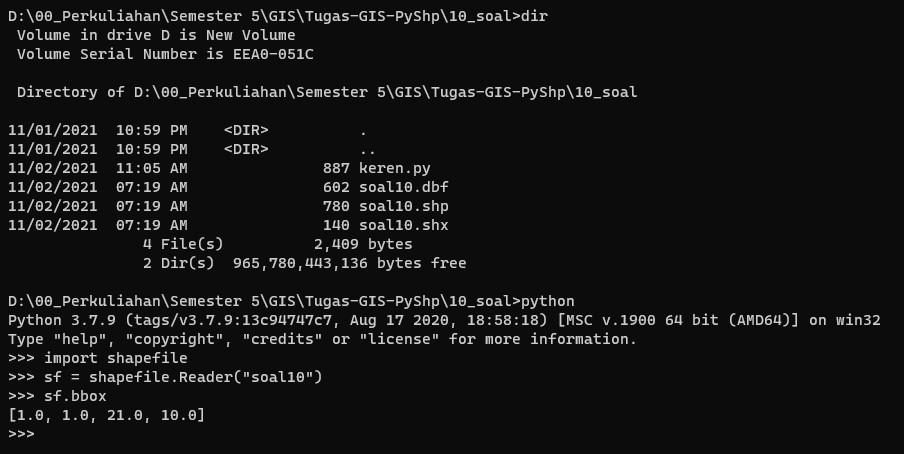 D:\00_Perkuliahan\Semester 5\GIS\Tugas-GIS-PyShp\10_soal>dir
 Volume in drive D is New Volume
 Volume Serial Number is EEA0-051C

 Directory of D:\00_Perkuliahan\Semester 5\GIS\Tugas-GIS-PyShp\10_soal

11/01/2021  10:59 PM    <DIR>          .
11/01/2021  10:59 PM    <DIR>          ..
11/02/2021  11:05 AM               887 keren.py
11/02/2021  07:19 AM               602 soal10.dbf
11/02/2021  07:19 AM               780 soal10.shp
11/02/2021  07:19 AM               140 soal10.shx
               4 File(s)          2,409 bytes
               2 Dir(s)  965,780,443,136 bytes free

D:\00_Perkuliahan\Semester 5\GIS\Tugas-GIS-PyShp\10_soal>python
Python 3.7.9 (tags/v3.7.9:13c94747c7, Aug 17 2020, 18:58:18) [MSC v.1900 64 bit (AMD64)] on win32
Type "help", "copyright", "credits" or "license" for more information.
>>> import shapefile
>>> sf = shapefile.Reader("soal10")
>>> sf.bbox
[1.0, 1.0, 21.0, 10.0]
>>>